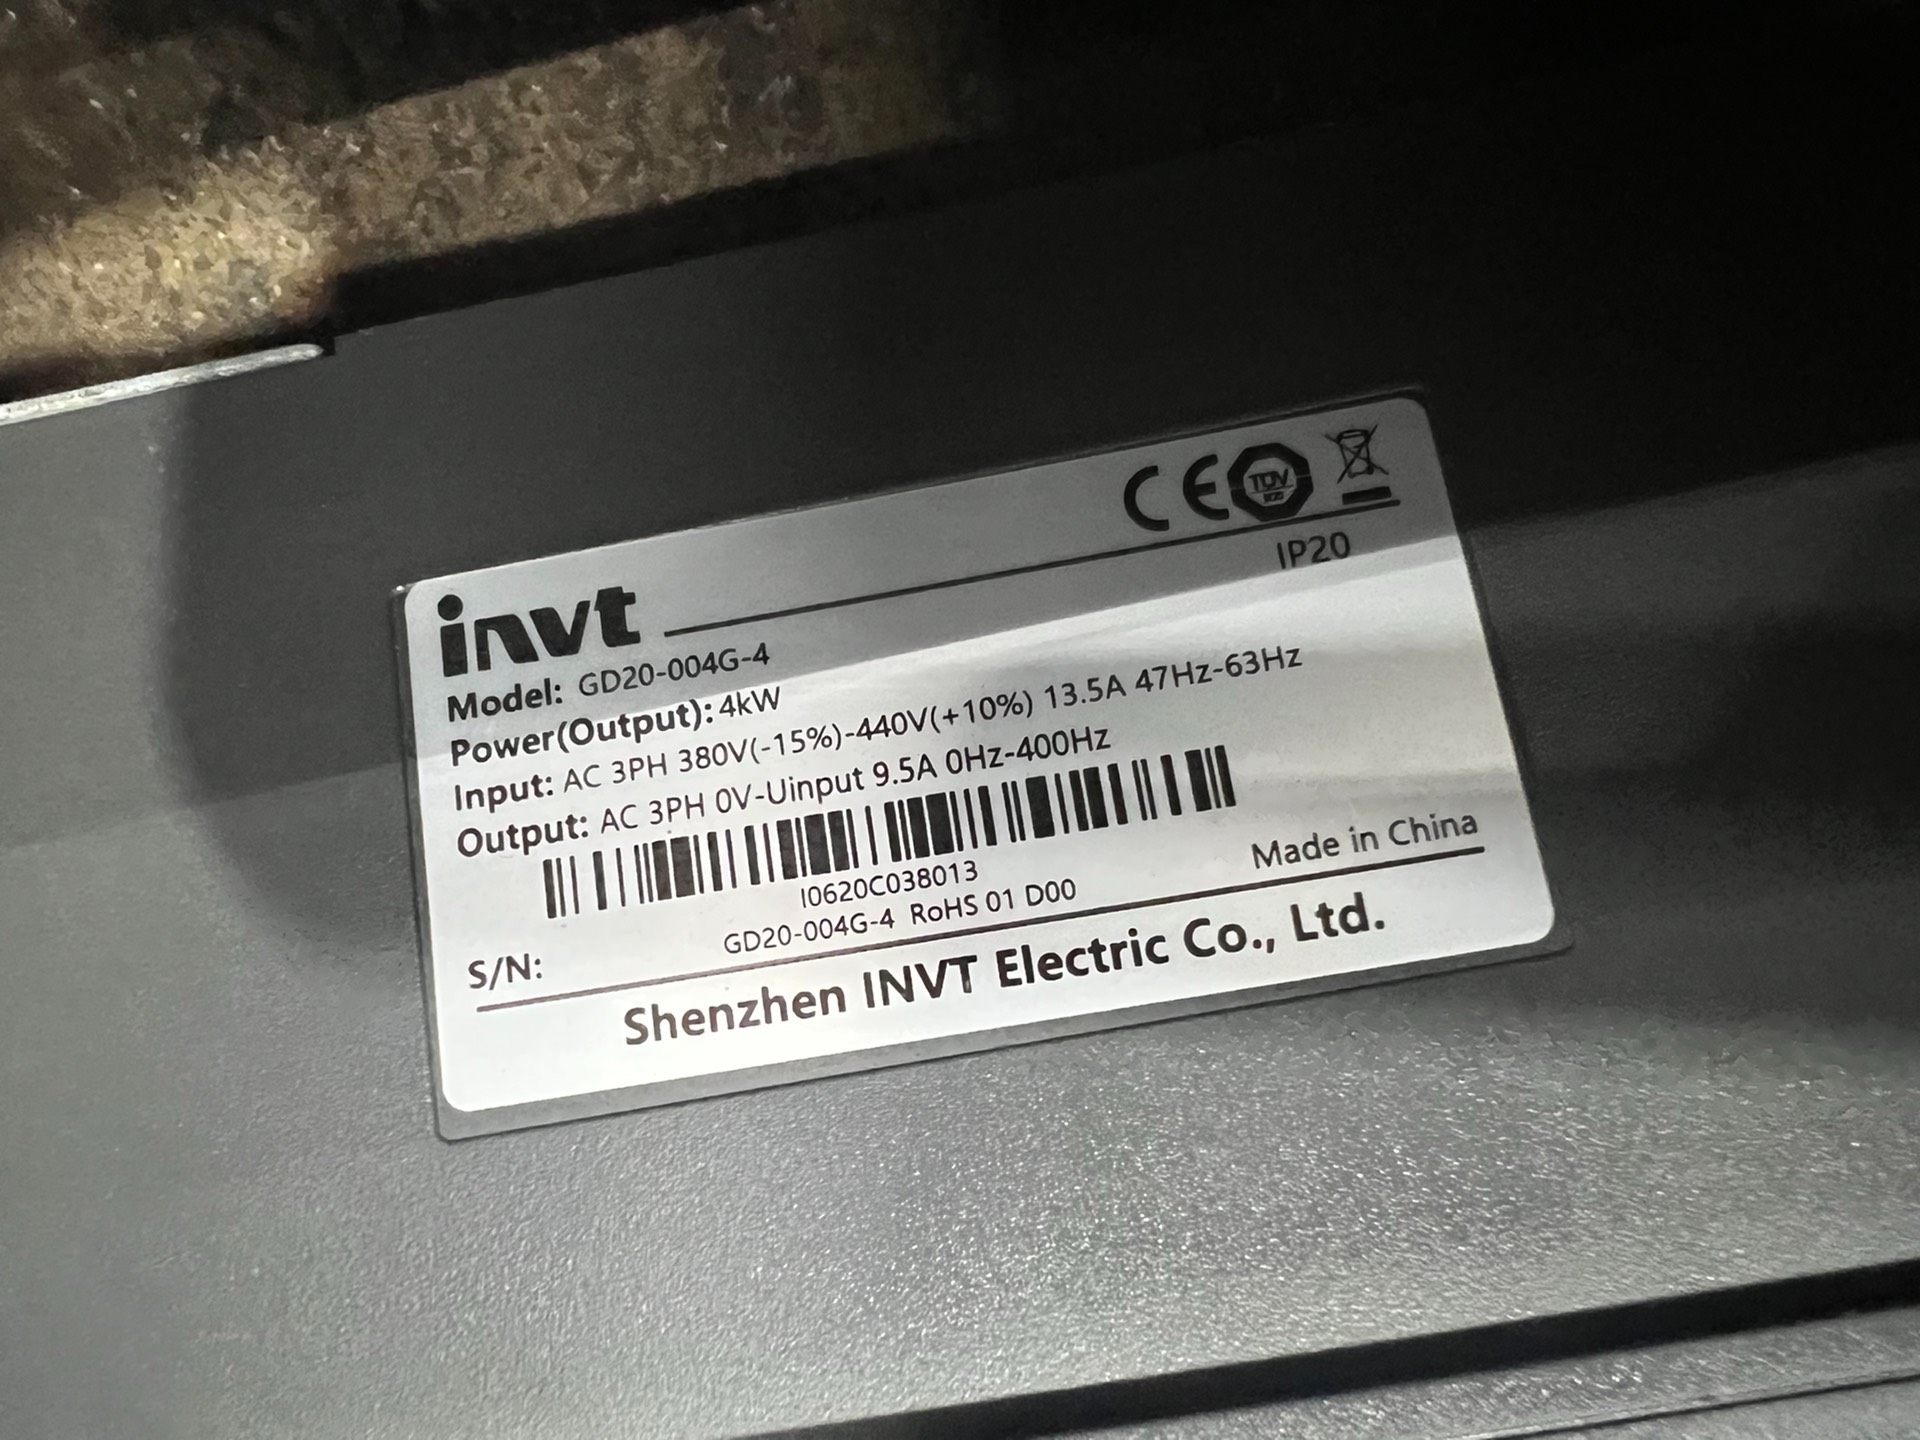 CE TÜV
IP20
invt
Model: GD20-004G-4
Power(Output): 4kW
Input: AC 3PH 380V(-15%)-440V(+10%) 13.5A 47Hz-63Hz
Output: AC 3PH 0V-Uinput 9.5A 0Hz-400Hz
I0620C038013
GD20-004G-4 RoHS 01 D00
Made in China
S/N:
Shenzhen INVT Electric Co., Ltd.